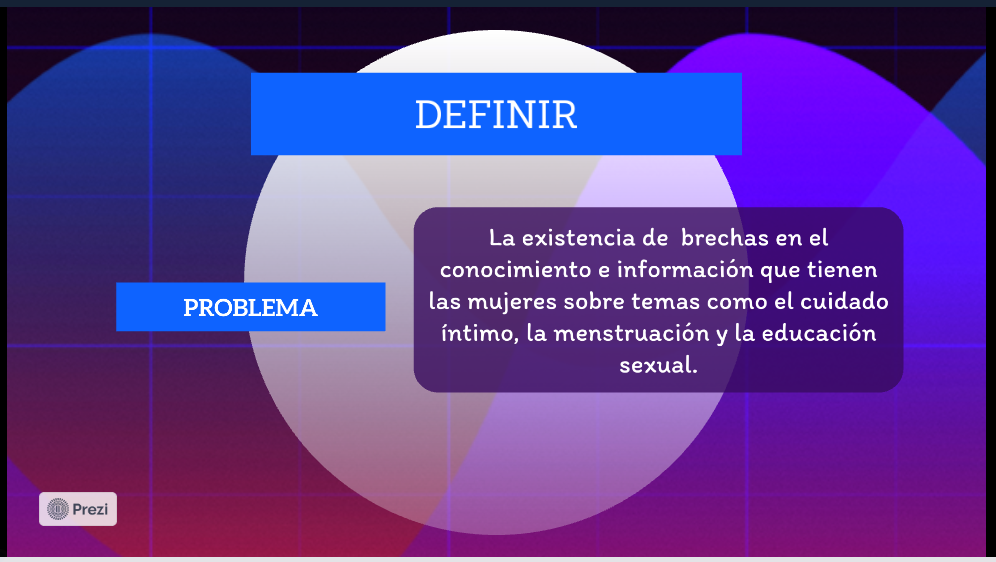 DEFINIR
PROBLEMA
La existencia de  brechas en el
conocimiento e información que tienen
las mujeres sobre temas como el cuidado
íntimo, la menstruación y la educación
sexual.
Prezi